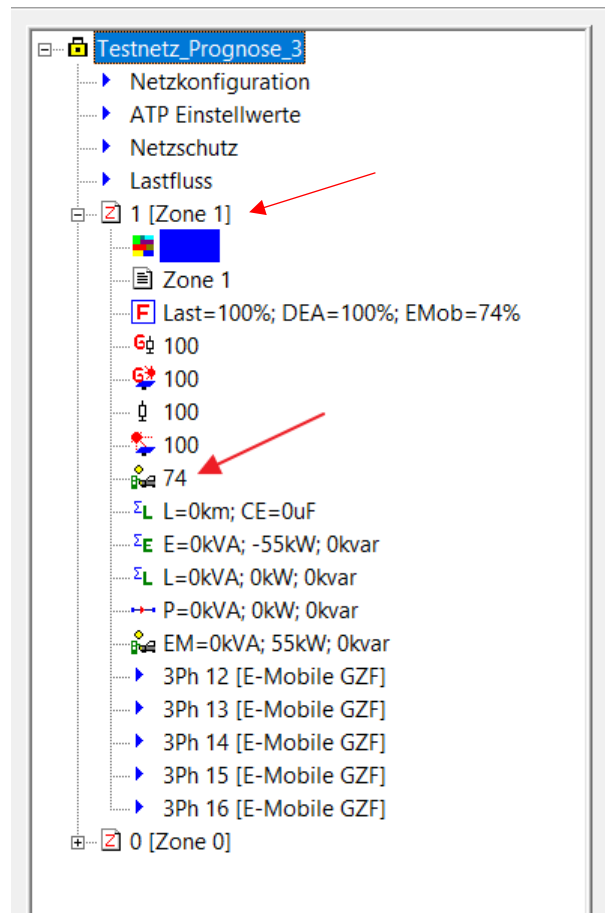 Testnetz_Prognose_3
Netzkonfiguration
ATP Einstellwerte
Netzschutz
Lastfluss
Z 1 [Zone 1]
Zone 1
F Last=100%; DEA=100%; EMob=74%
G 100
G 100
100
100
74
ΣL L=0km; CE=0uF
ΣE E=0kVA; -55kW; 0kvar
ΣL L=0kVA; 0kW; 0kvar
P=0kVA; 0kW; 0kvar
EM=0kVA; 55kW; 0kvar
3Ph 12 [E-Mobile GZF]
3Ph 13 [E-Mobile GZF]
3Ph 14 [E-Mobile GZF]
3Ph 15 [E-Mobile GZF]
3Ph 16 [E-Mobile GZF]
Z 0 [Zone 0]